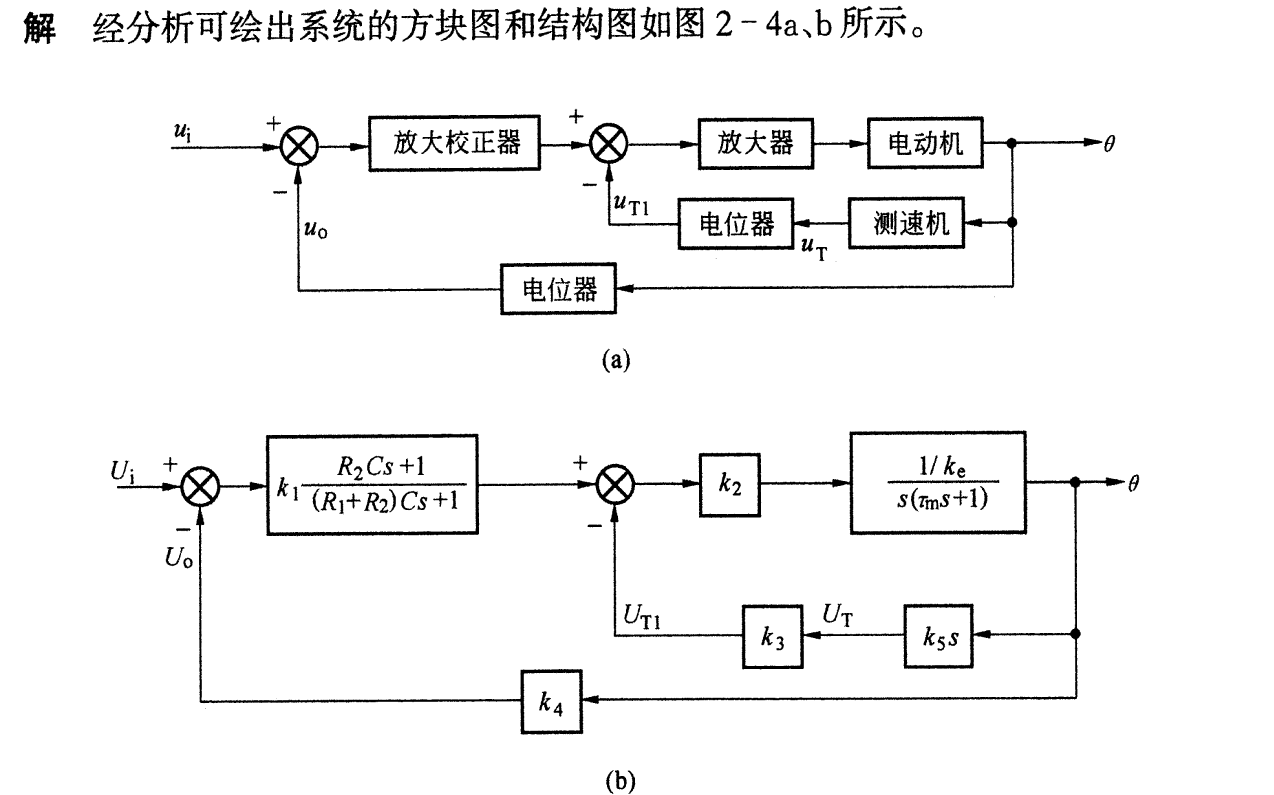 解 经分析可绘出系统的方块图和结构图如图 2-4a、b 所示。
u_i + 放大校正器 + 放大器 电动机 θ
− −
u_o u_T1 电位器 u_T 测速机
电位器
(a)
U_i + k_1 (R_2Cs+1)/((R_1+R_2)Cs+1) + k_2 (1/k_e)/(s(τ_ms+1)) θ
− −
U_o
U_T1 k_3 U_T k_5s
k_4
(b)